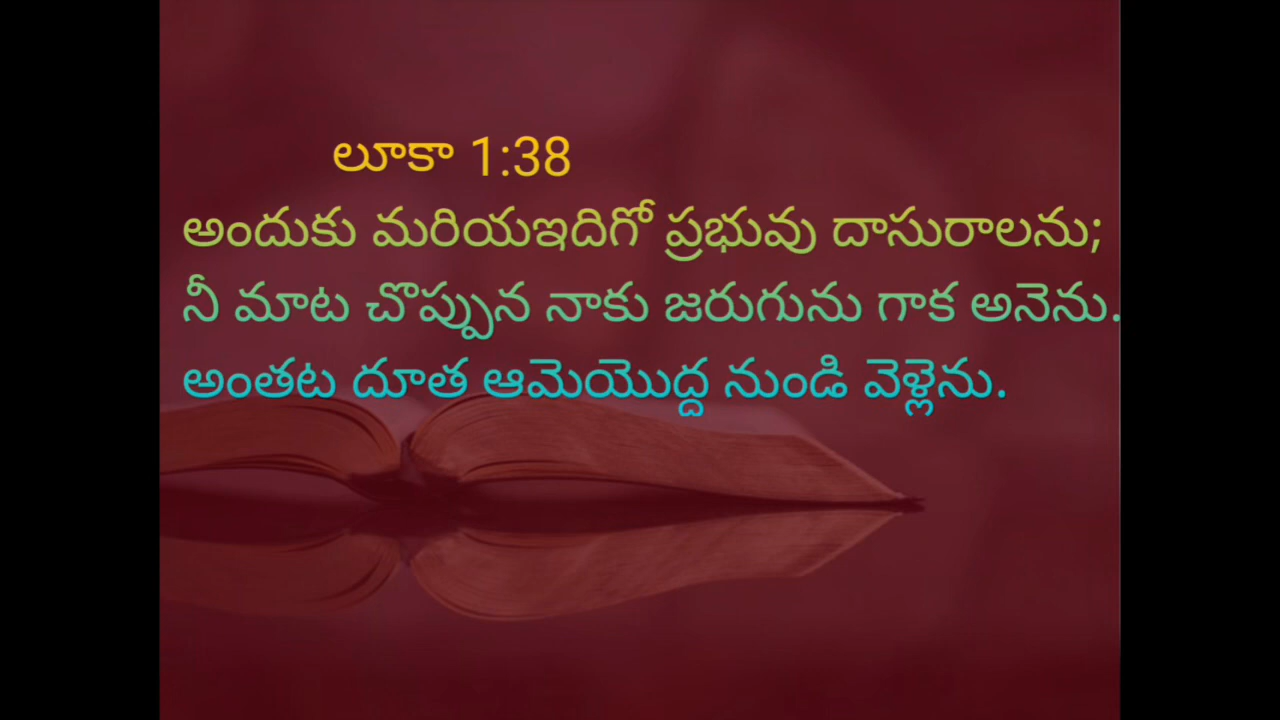 లూకా 1:38
అందుకు మరియఇదిగో ప్రభువు దాసురాలను;
నీ మాట చొప్పున నాకు జరుగును గాక అనెను.
అంతట దూత ఆమెయొద్ద నుండి వెళ్లెను.